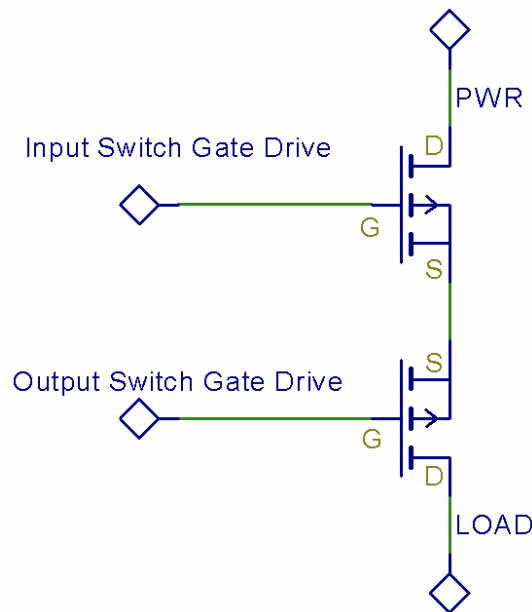 PWR
D
Input Switch Gate Drive
G
S
S
Output Switch Gate Drive
G
D
LOAD